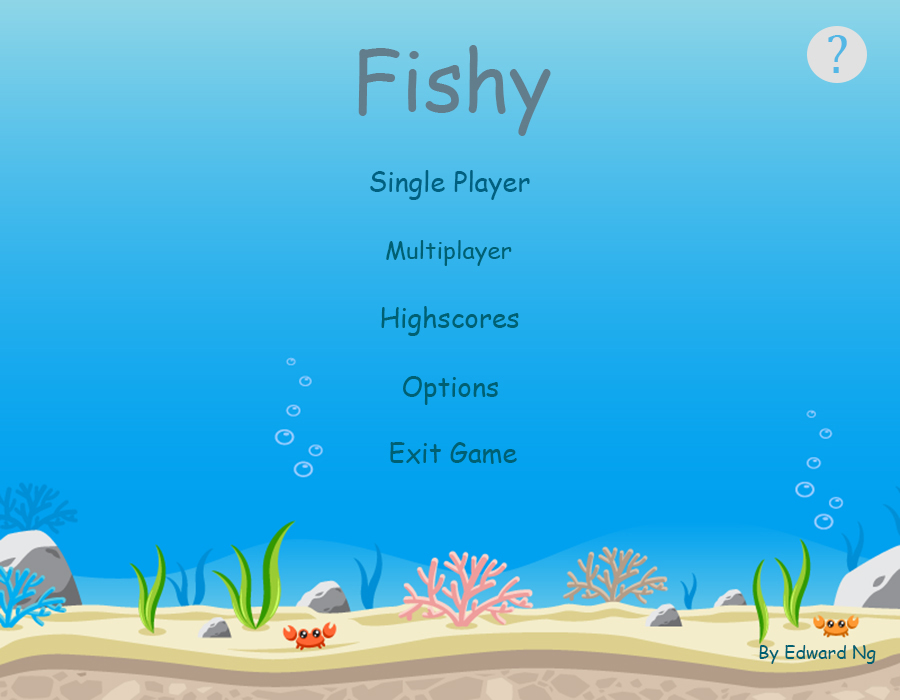 Fishy
?
Single Player
Multiplayer
Highscores
Options
Exit Game
By Edward Ng